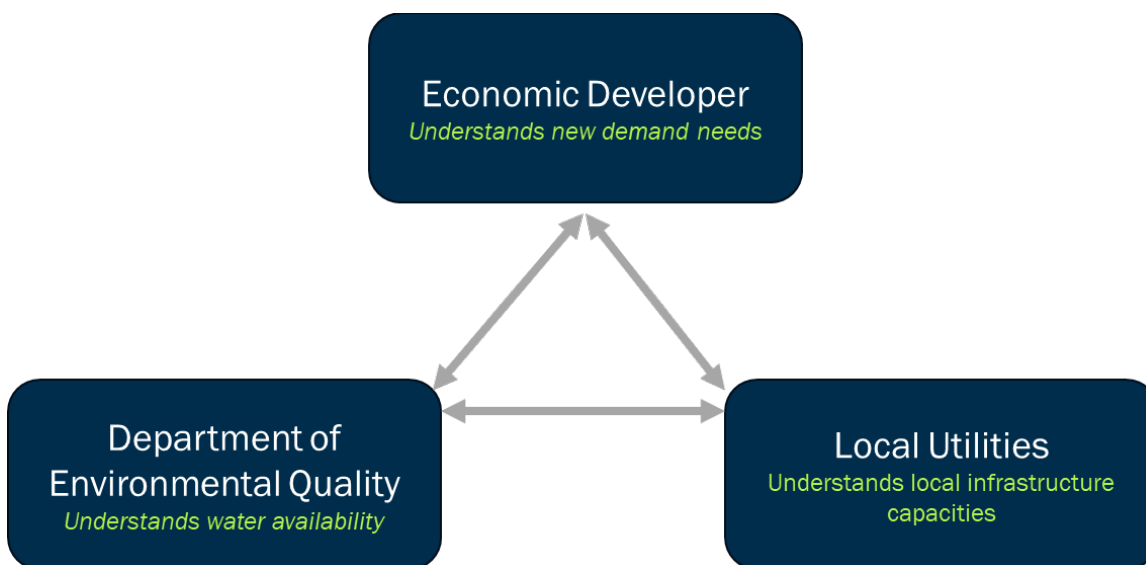 Economic Developer
Understands new demand needs
Department of
Environmental Quality
Understands water availability
Local Utilities
Understands local infrastructure
capacities